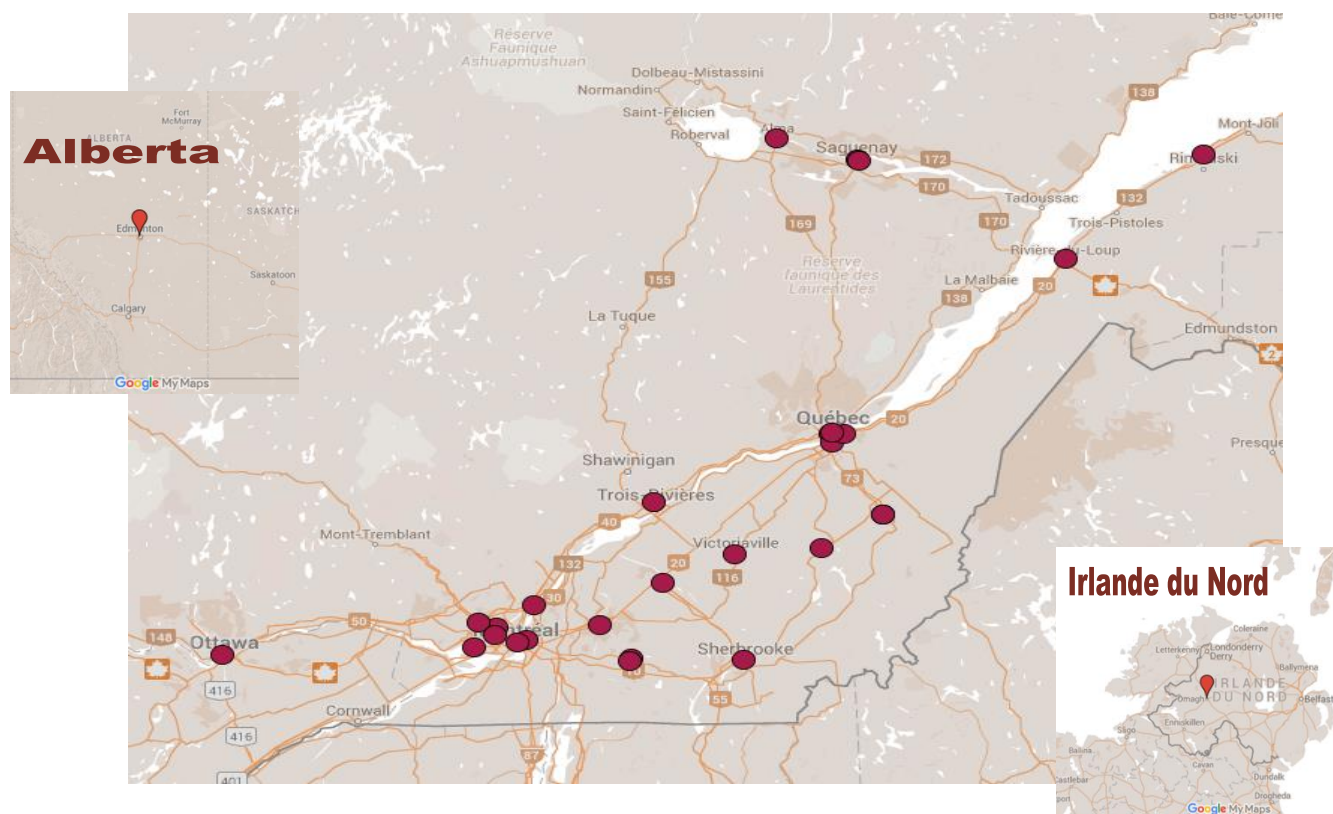 Baie-Come
Réserve
Faunique
Ashuapmushuan
Dolbeau-Mistassini
Normandin
138
Saint-Félicien
Roberval
Alma
Mont-Joli
Saguenay
172
170
Tadoussac
132
169
170
Trois-Pistoles
Rivière-du-Loup
Réserve
faunique des
Laurentides
155
La Malbaie
138
20
La Tuque
Edmundston
2
Québec
20
Presque
Shawinigan
73
Trois-Rivières
40
Mont-Tremblant
Victoriaville
132
20
116
30
50
148
Ottawa
Montréal
Sherbrooke
10
416
55
Cornwall
416
87
401
Alberta
Fort
McMurray
ALBERTA
SASKATCH
Edmonton
Saskatoon
Calgary
Google My Maps
Irlande du Nord
Coleraine
Letterkenny
Londonderry
Derry
Ballymena
IRLANDE
DU NORD
Omagh
Belfast
Enniskillen
Sligo
Ballina
Cavan
Castlebar
Dundalk
port
Drogheda
Google My Maps